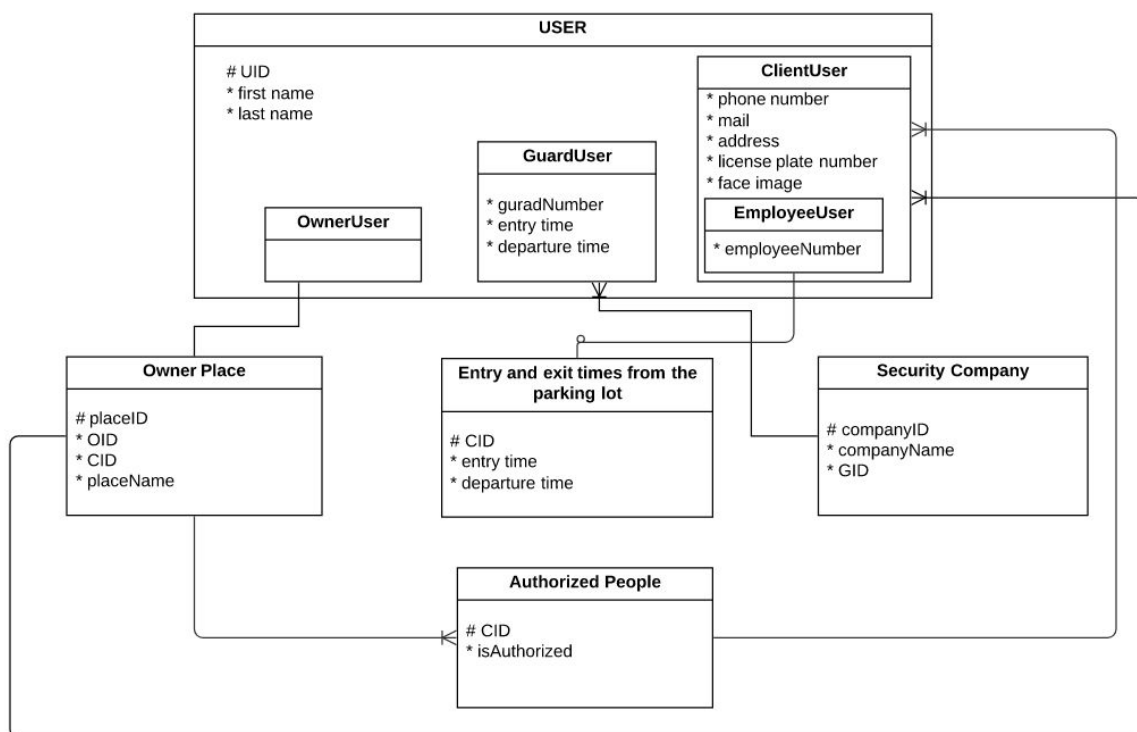 USER
# UID
* first name
* last name
ClientUser
* phone number
* mail
* address
* license plate number
* face image
GuardUser
* guradNumber
* entry time
* departure time
EmployeeUser
* employeeNumber
OwnerUser
Owner Place
# placeID
* OID
* CID
* placeName
Entry and exit times from the
parking lot
# CID
* entry time
* departure time
Security Company
# companyID
* companyName
* GID
Authorized People
# CID
* isAuthorized